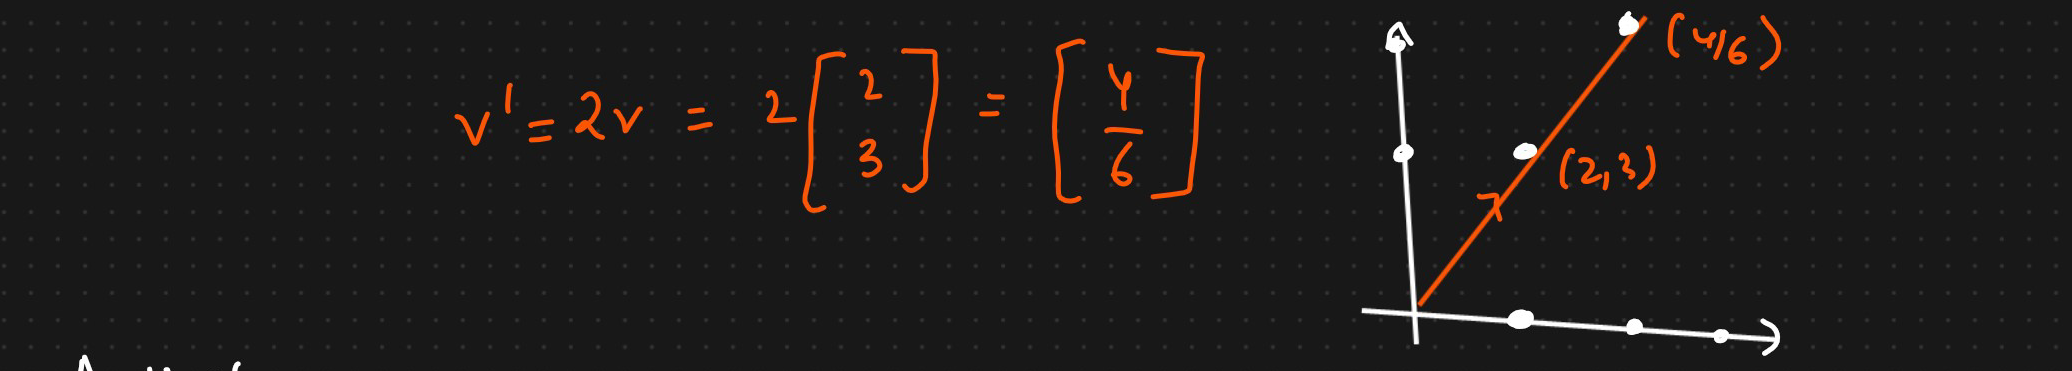 v' = 2v = 2 [ 2 3 ] = [ 4 6 ]
(4/6)
(2,3)